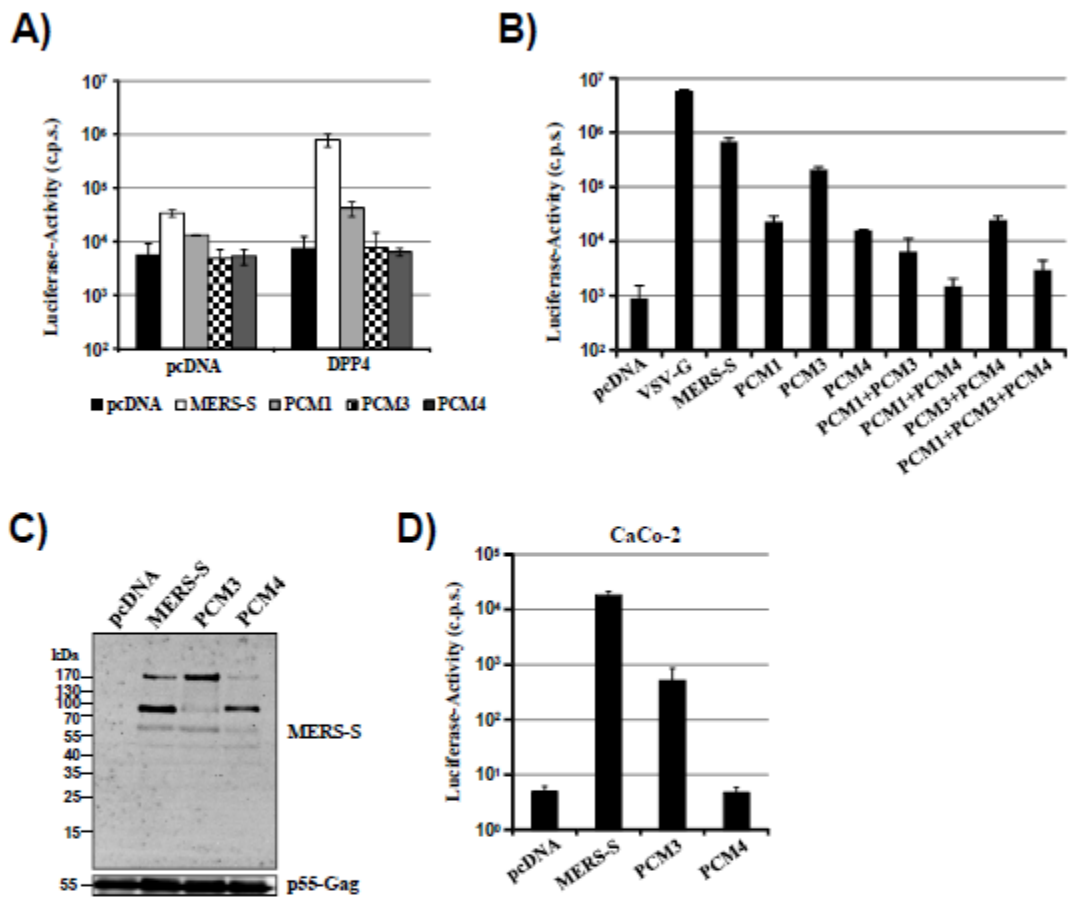 A)
Luciferase-Activity (c.p.s.)
10⁷
10⁶
10⁵
10⁴
10³
10²
pcDNA DPP4
pcDNA MERS-S PCM1 PCM3 PCM4
B)
Luciferase-Activity (c.p.s.)
10⁷
10⁶
10⁵
10⁴
10³
10²
pcDNA
VSV-G
MERS-S
PCM1
PCM3
PCM4
PCM1+PCM3
PCM1+PCM4
PCM3+PCM4
PCM1+PCM3+PCM4
C)
pcDNA
MERS-S
PCM3
PCM4
kDa
170
130
100
70
55
40
35
25
15
MERS-S
55
p55-Gag
D)
CaCo-2
Luciferase-Activity (c.p.s.)
10⁵
10⁴
10³
10²
10¹
10⁰
pcDNA
MERS-S
PCM3
PCM4